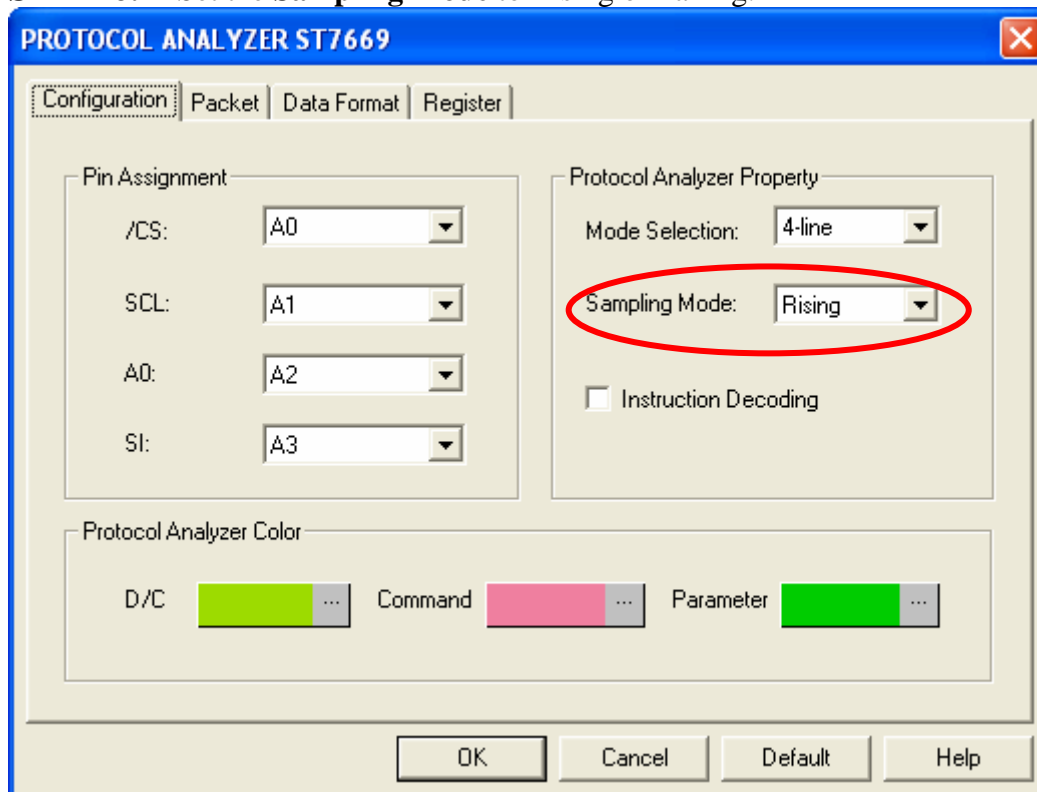 PROTOCOL ANALYZER ST7669
Configuration Packet Data Format Register
Pin Assignment
/CS: A0
SCL: A1
A0: A2
SI: A3
Protocol Analyzer Property
Mode Selection: 4-line
Sampling Mode: Rising
Instruction Decoding
Protocol Analyzer Color
D/C ... Command ... Parameter ...
OK Cancel Default Help